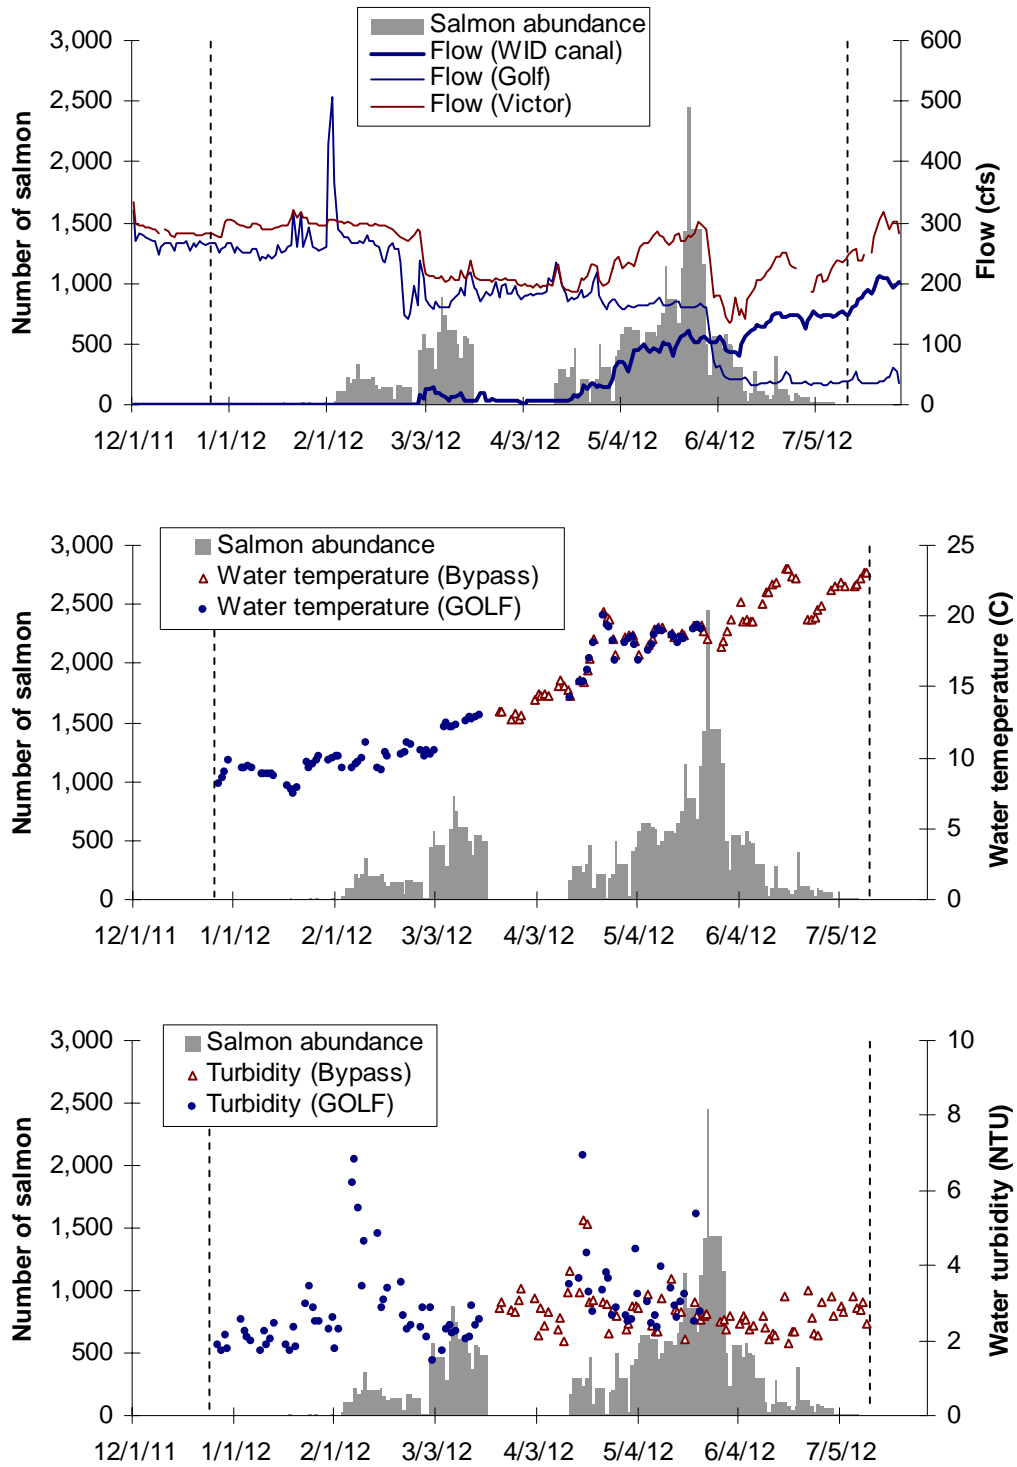 Salmon abundance
Flow (WID canal)
Flow (Golf)
Flow (Victor)
3,000
2,500
2,000
1,500
1,000
500
0
Number of salmon
600
500
400
300
200
100
0
Flow (cfs)
12/1/11 1/1/12 2/1/12 3/3/12 4/3/12 5/4/12 6/4/12 7/5/12
Salmon abundance
Water temperature (Bypass)
Water temperature (GOLF)
3,000
2,500
2,000
1,500
1,000
500
0
Number of salmon
25
20
15
10
5
0
Water temeperature (C)
12/1/11 1/1/12 2/1/12 3/3/12 4/3/12 5/4/12 6/4/12 7/5/12
Salmon abundance
Turbidity (Bypass)
Turbidity (GOLF)
3,000
2,500
2,000
1,500
1,000
500
0
Number of salmon
10
8
6
4
2
0
Water turbidity (NTU)
12/1/11 1/1/12 2/1/12 3/3/12 4/3/12 5/4/12 6/4/12 7/5/12